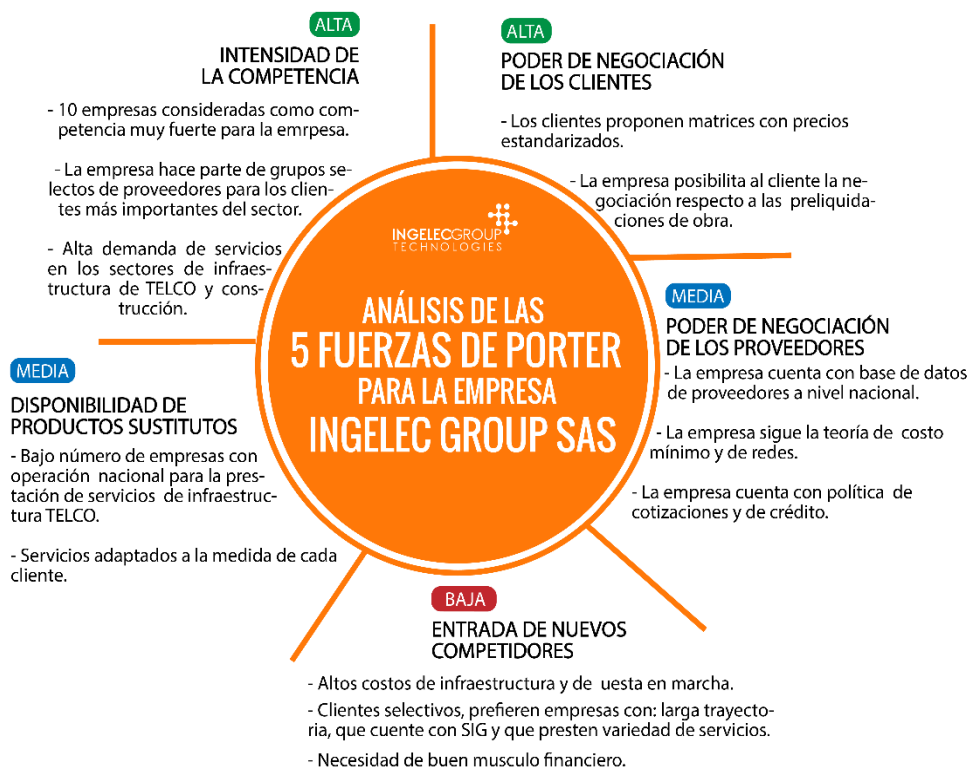 ALTA
INTENSIDAD DE
LA COMPETENCIA
- 10 empresas consideradas como com-
petencia muy fuerte para la emrpesa.
- La empresa hace parte de grupos se-
lectos de proveedores para los clien-
tes más importantes del sector.
- Alta demanda de servicios
en los sectores de infraes-
tructura de TELCO y cons-
trucción.
ALTA
PODER DE NEGOCIACIÓN
DE LOS CLIENTES
- Los clientes proponen matrices con precios
estandarizados.
- La empresa posibilita al cliente la ne-
gociación respecto a las preliquida-
ciones de obra.
INGELECGROUP
TECHNOLOGIES
ANÁLISIS DE LAS
5 FUERZAS DE PORTER
PARA LA EMPRESA
INGELEC GROUP SAS
MEDIA
PODER DE NEGOCIACIÓN
DE LOS PROVEEDORES
- La empresa cuenta con base de datos
de proveedores a nivel nacional.
- La empresa sigue la teoría de costo
mínimo y de redes.
- La empresa cuenta con política de
cotizaciones y de crédito.
MEDIA
DISPONIBILIDAD DE
PRODUCTOS SUSTITUTOS
- Bajo número de empresas con
operación nacional para la pres-
tación de servicios de infraestruc-
tura TELCO.
- Servicios adaptados a la medida de cada
cliente.
BAJA
ENTRADA DE NUEVOS
COMPETIDORES
- Altos costos de infraestructura y de uesta en marcha.
- Clientes selectivos, prefieren empresas con: larga trayecto-
ria, que cuente con SIG y que presten variedad de servicios.
- Necesidad de buen musculo financiero.